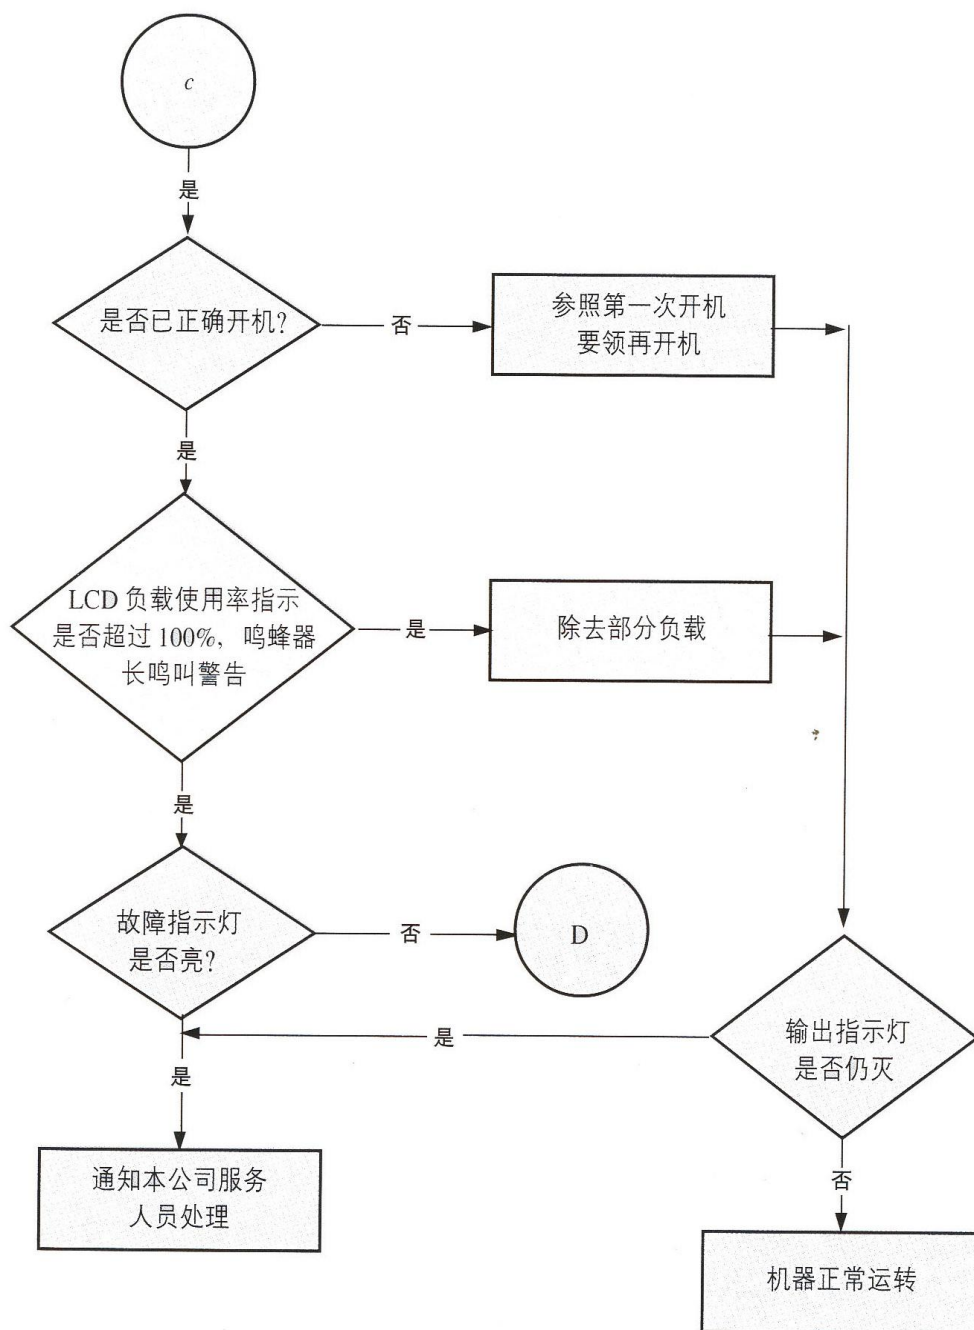 c
是
是否已正确开机?
否
参照第一次开机
要领再开机
是
LCD 负载使用率指示
是否超过 100%, 鸣蜂器
长鸣叫警告
是
除去部分负载
是
故障指示灯
是否亮?
否
D
输出指示灯
是否仍灭
是
是
通知本公司服务
人员处理
否
机器正常运转